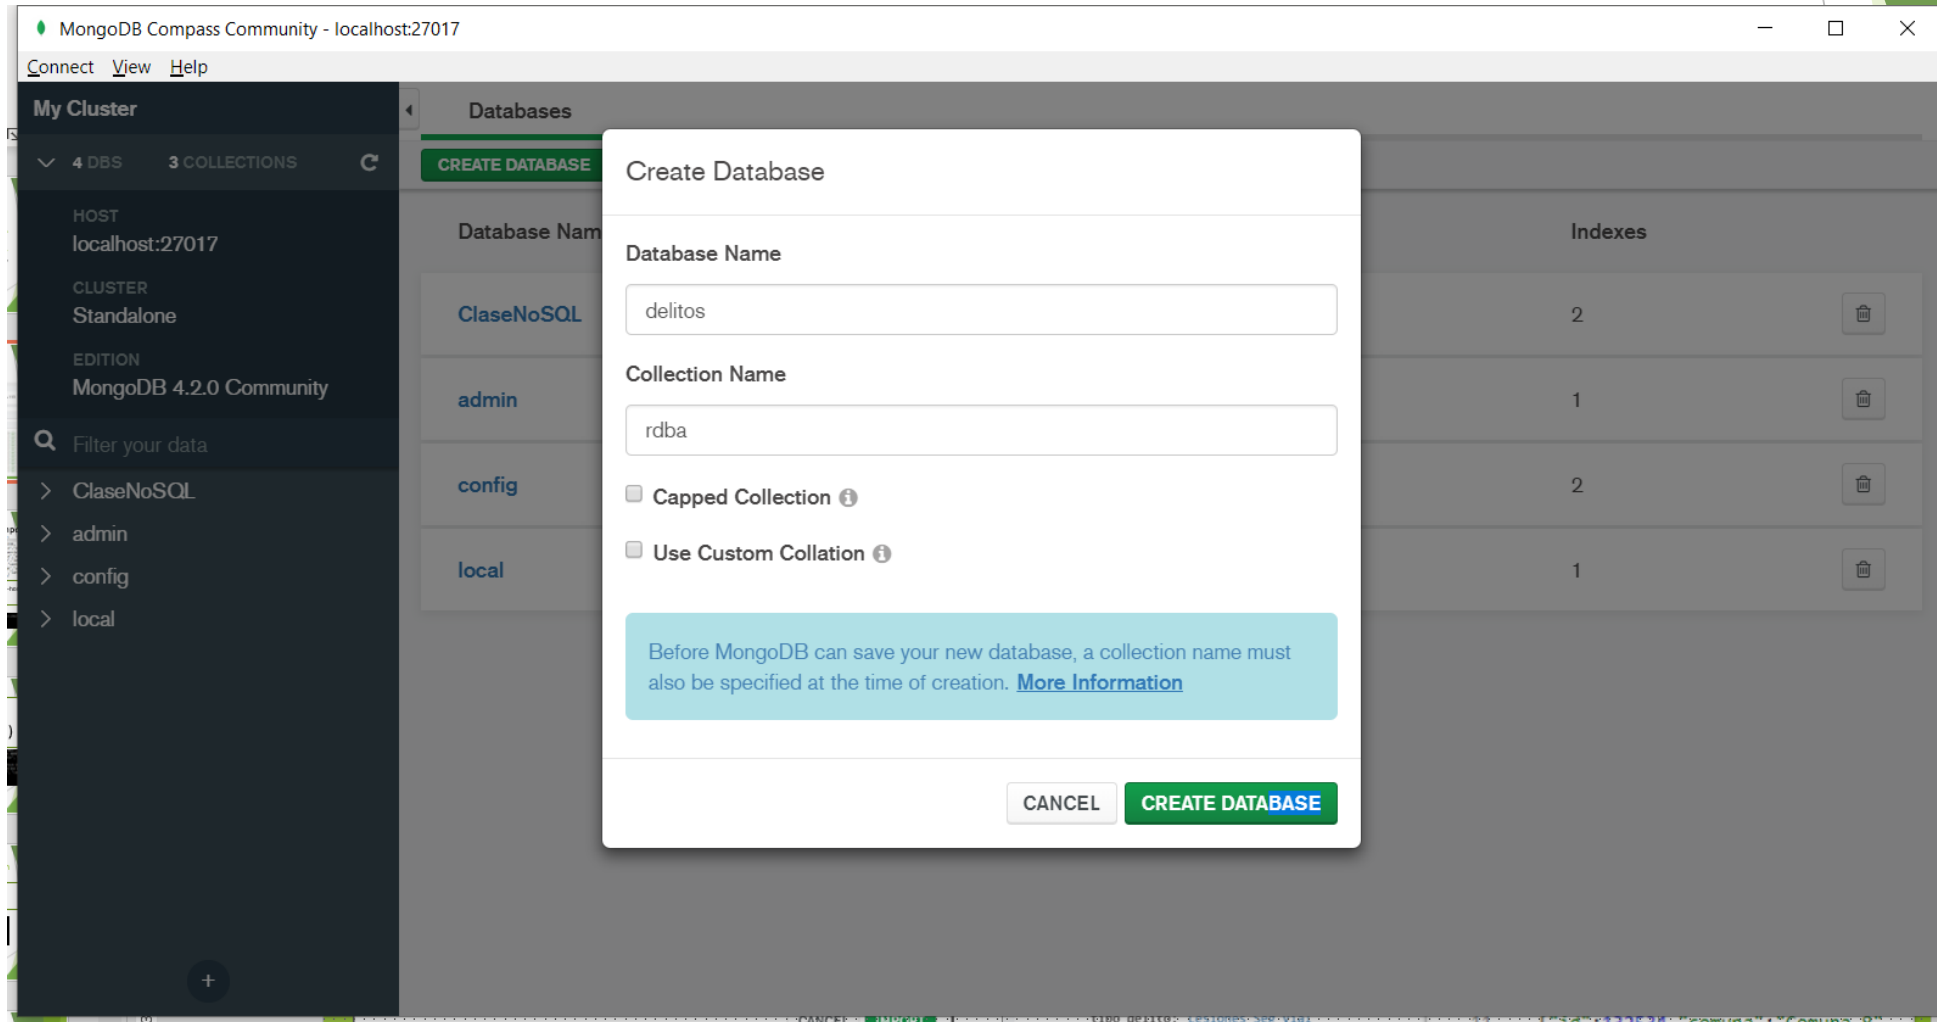 MongoDB Compass Community - localhost:27017
Connect View Help
My Cluster
4 DBS 3 COLLECTIONS
HOST
localhost:27017
CLUSTER
Standalone
EDITION
MongoDB 4.2.0 Community
Filter your data
ClaseNoSQL
admin
config
local
Databases
CREATE DATABASE
Database Nam
Indexes
ClaseNoSQL
2
admin
1
config
2
local
1
Create Database
Database Name
delitos
Collection Name
rdba
Capped Collection
Use Custom Collation
Before MongoDB can save your new database, a collection name must
also be specified at the time of creation. More Information
CANCEL
CREATE DATABASE